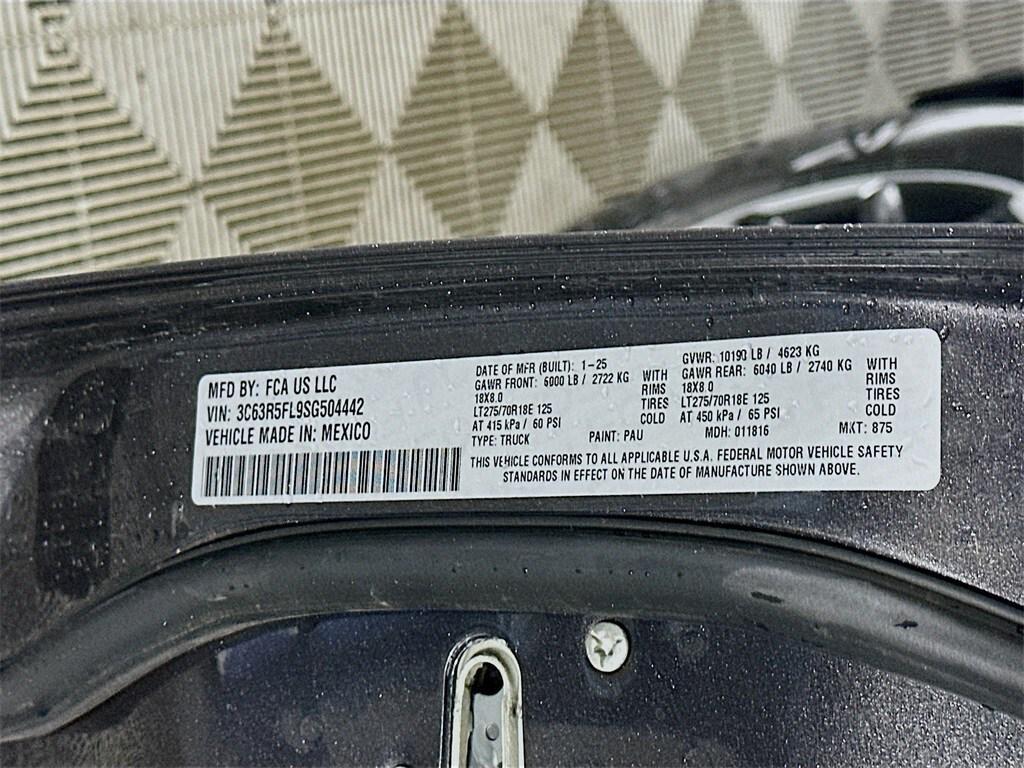 MFD BY: FCA US LLC
VIN: 3C63R5FL9SG504442
VEHICLE MADE IN: MEXICO
DATE OF MFR (BUILT): 1-25
GAWR FRONT: 6000 LB / 2722 KG
18X8.0
LT275/70R18E 125
AT 415 kPa / 60 PSI
WITH
RIMS
TIRES
COLD
TYPE: TRUCK PAINT: PAU
GVWR: 10193 LB / 4623 KG
GAWR REAR: 6040 LB / 2740 KG
18X8.0
LT275/70R18E 125
AT 450 kPa / 65 PSI
WITH
RIMS
TIRES
COLD
MDH: 011816 MKT: 875
THIS VEHICLE CONFORMS TO ALL APPLICABLE U.S.A. FEDERAL MOTOR VEHICLE SAFETY
STANDARDS IN EFFECT ON THE DATE OF MANUFACTURE SHOWN ABOVE.